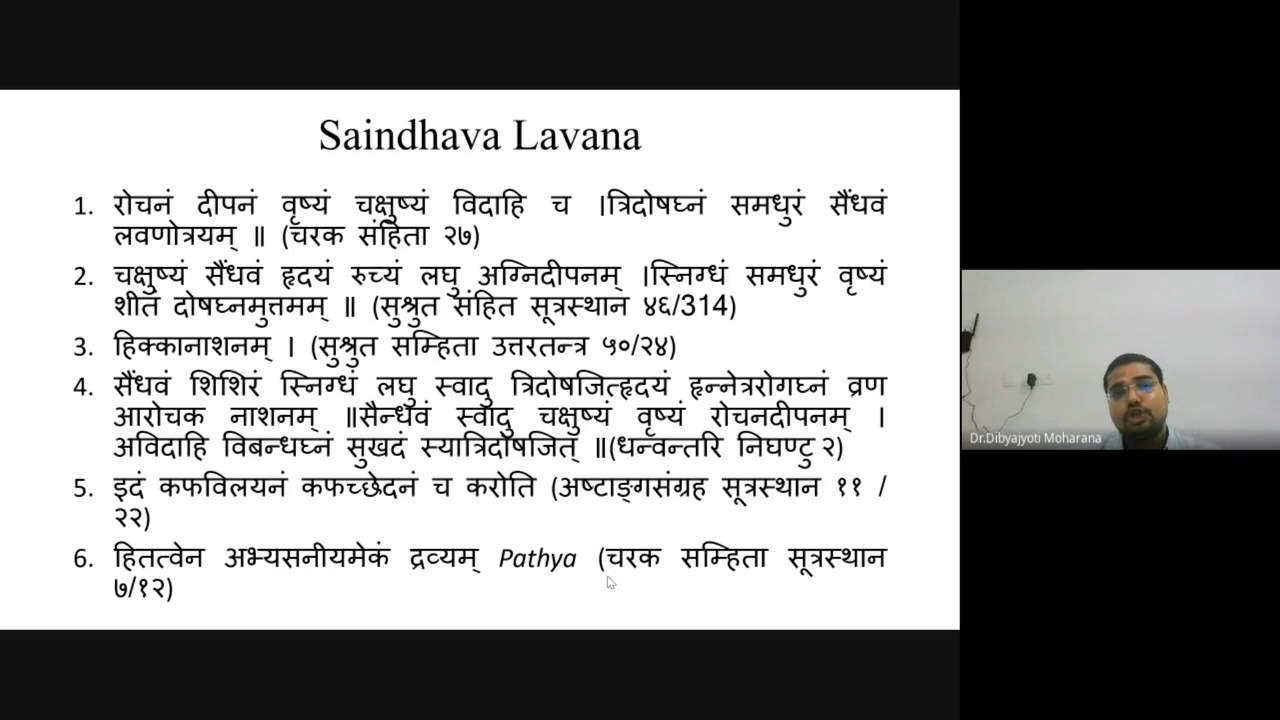 Saindhava Lavana
1. रोचनं दीपनं वृष्यं चक्षुष्यं विदाहि च ।त्रिदोषघ्नं समधुरं सैंधवं
लवणोत्रयम् ॥ (चरक संहिता २७)
2. चक्षुष्यं सैंधवं हृदयं रुच्यं लघु अग्निदीपनम् ।स्निग्धं समधुरं वृष्यं
शीतं दोषघ्नमुत्तमम् ॥ (सुश्रुत संहित सूत्रस्थान ४६/314)
3. हिक्कानाशनम् । (सुश्रुत सम्हिता उत्तरतन्त्र ५०/२४)
4. सैंधवं शिशिरं स्निग्धं लघु स्वादु त्रिदोषजित्हृदयं हृन्नेत्ररोगघ्नं व्रण
आरोचक नाशनम् ॥सैन्धवं स्वादु चक्षुष्यं वृष्यं रोचनदीपनम् ।
अविदाहि विबन्धघ्नं सुखदं स्यात्रिदोषजित् ॥(धन्वन्तरि निघण्टु २)
5. इदं कफविलयनं कफच्छेदनं च करोति (अष्टाङ्गसंग्रह सूत्रस्थान ११ /
२२)
6. हितत्वेन अभ्यसनीयमेकं द्रव्यम् Pathya (चरक सम्हिता सूत्रस्थान
७/१२)
Dr.Dibyajyoti Moharana